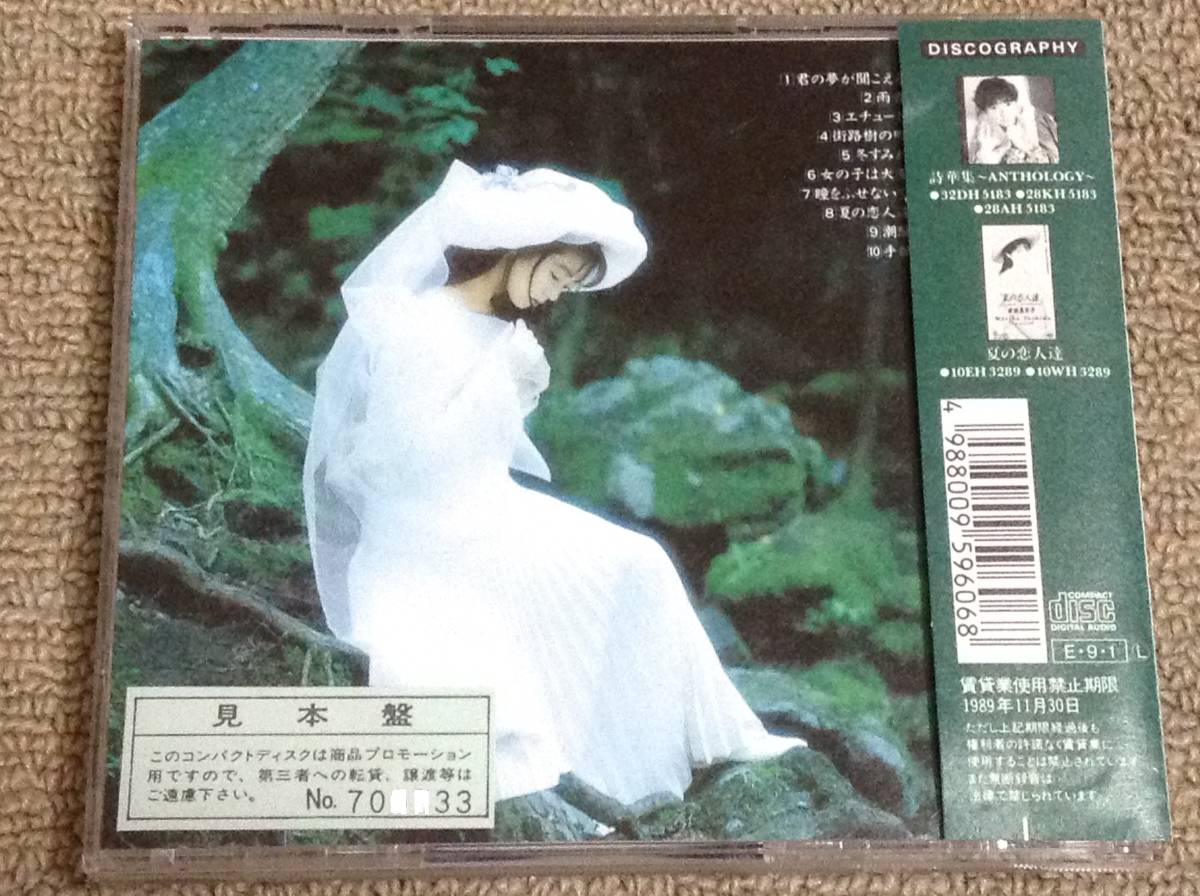 1 君の夢が聞こえ
2 雨
3 エチュー
4 街路樹の
5 冬すみ
6 女の子は大
7 瞳をふせない
8 夏の恋人
9 潮
10 手
DISCOGRAPHY
詩華集~ANTHOLOGY~
●32DH 5183 ●28KH 5183
●28AH 5183
夏の恋人達
夏の恋人達
●10EH 3289 ●10WH 3289
4 988009 596068
COMPACT
disc
DIGITAL AUDIO
E・9・1 L
賃貸業使用禁止期限
1989年11月30日
ただし上記期限経過後も
権利者の許諾なく賃貸業に
使用することは禁止されています
また無断録音は
法律で禁じられています。
見本盤
このコンパクトディスクは商品プロモーション
用ですので、第三者への転貸、譲渡等は
ご遠慮下さい。
No. 70 33